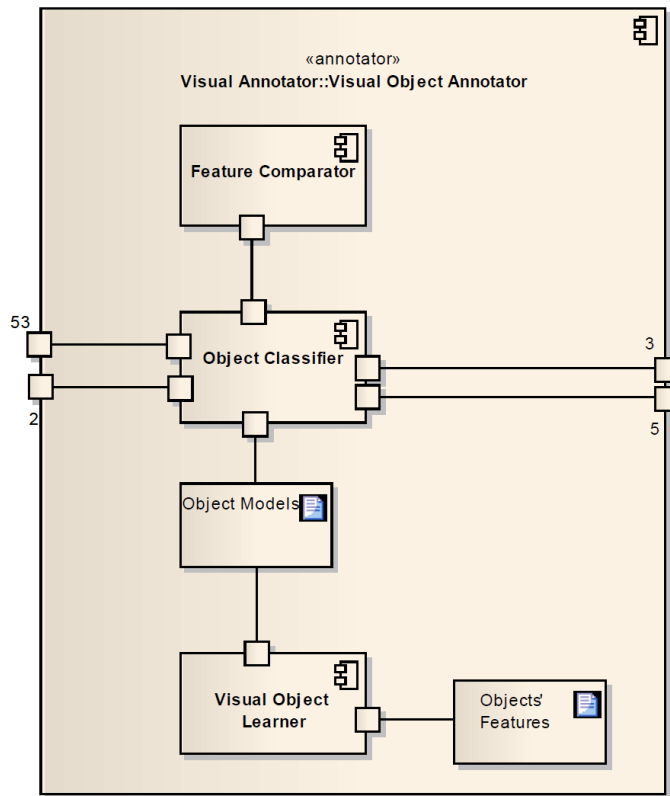 «annotator»
Visual Annotator::Visual Object Annotator
Feature Comparator
53
3
Object Classifier
2
5
Object Models
Visual Object
Learner
Objects'
Features